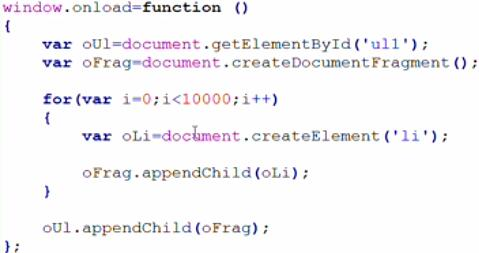 window.onload=function ()
{
    var oUl=document.getElementById('ul1');
    var oFrag=document.createDocumentFragment();
    for(var i=0;i<10000;i++)
    {
        var oLi=document.createElement('li');
        oFrag.appendChild(oLi);
    }
    oUl.appendChild(oFrag);
};